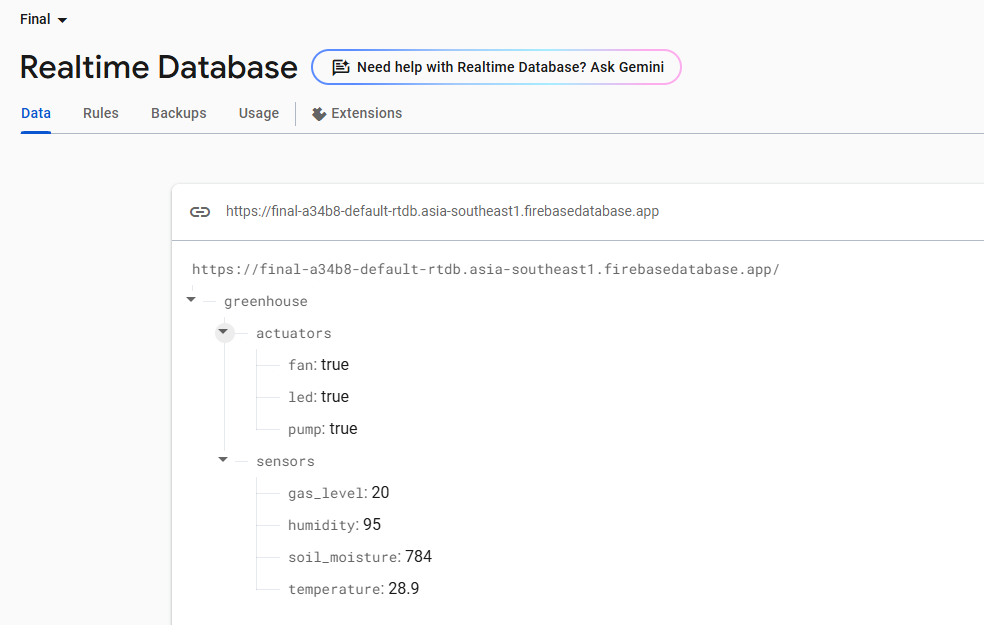 Final
Realtime Database
Need help with Realtime Database? Ask Gemini
Data Rules Backups Usage Extensions
https://final-a34b8-default-rtdb.asia-southeast1.firebasedatabase.app
https://final-a34b8-default-rtdb.asia-southeast1.firebasedatabase.app/
greenhouse
actuators
fan: true
led: true
pump: true
sensors
gas_level: 20
humidity: 95
soil_moisture: 784
temperature: 28.9